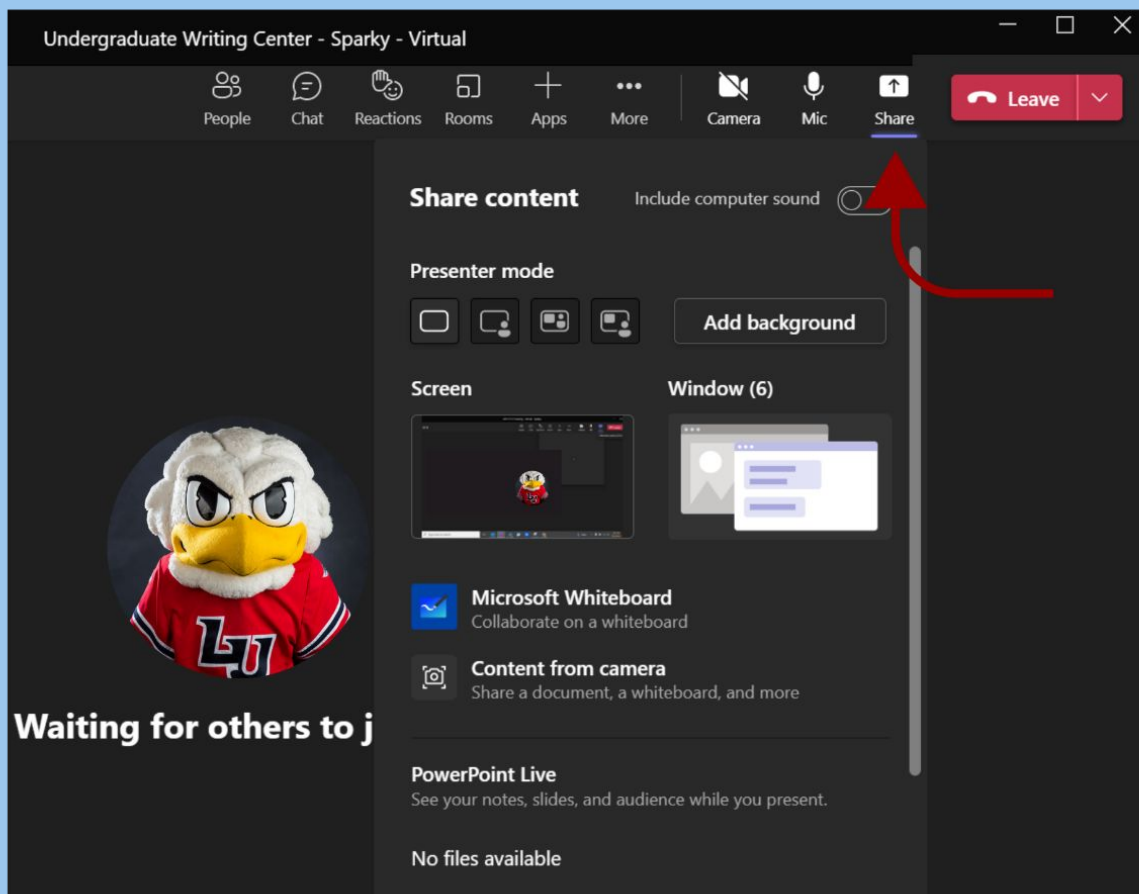 Undergraduate Writing Center - Sparky - Virtual
People Chat Reactions Rooms Apps More Camera Mic Share Leave
Share content Include computer sound
Presenter mode
Add background
Screen Window (6)
LU
Microsoft Whiteboard
Collaborate on a whiteboard
Content from camera
Share a document, a whiteboard, and more
Waiting for others to j
PowerPoint Live
See your notes, slides, and audience while you present.
No files available